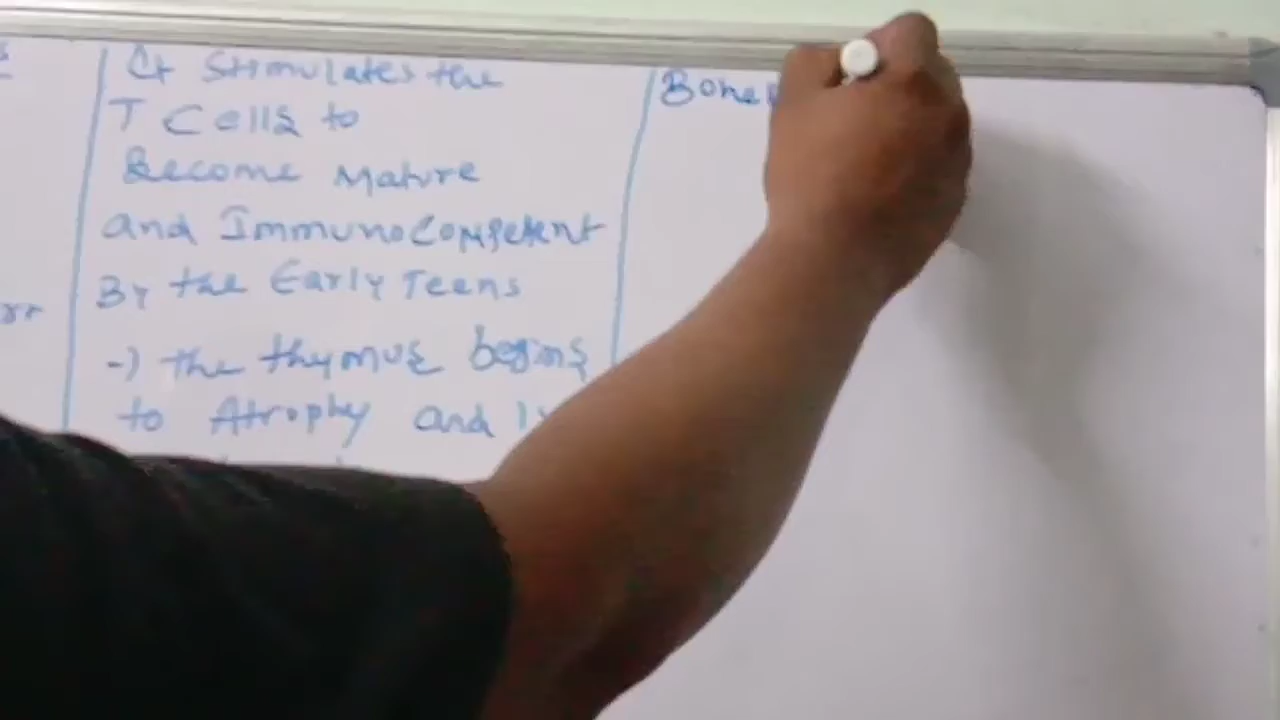 It Stimulates the
T Cells to
Become Mature
and Immunocompetent
By the Early Teens
-) the thymus begins
to Atrophy and
Bone